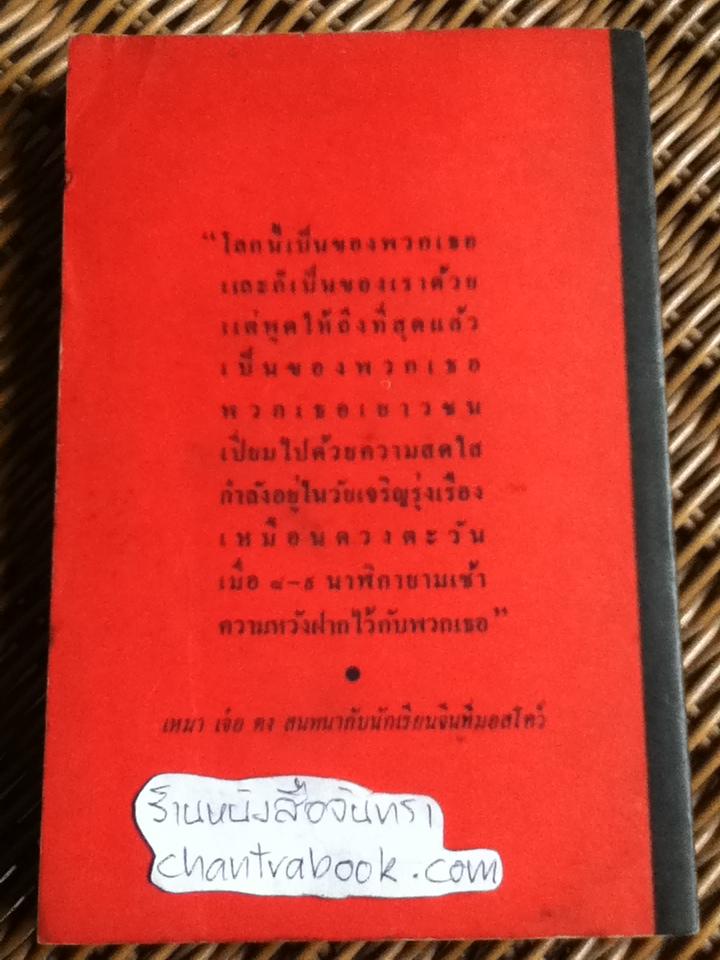 “โลกนี้เป็นของพวกเธอ
และก็เป็นของเราด้วย
แต่พูดให้ถึงที่สุดแล้ว
เป็นของพวกเธอ
พวกเธอเยาวชน
เปี่ยมไปด้วยความสดใส
กำลังอยู่ในวัยเจริญรุ่งเรือง
เหมือนดวงตะวัน
เมื่อ ๘-๙ นาฬิกายามเช้า
ความหวังฝากไว้กับพวกเธอ”
เหมา เจ๋อ ตง สนทนากับนักเรียนจีนที่มอสโคว์
ร้านหนังสือจันทรา
chantrabook.com